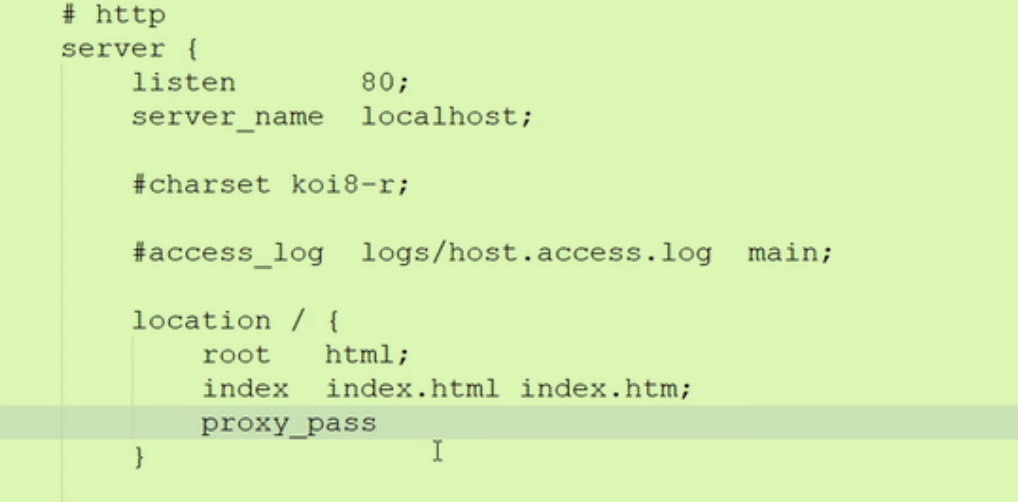 # http
server {
listen 80;
server_name localhost;
#charset koi8-r;
#access_log logs/host.access.log main;
location / {
root html;
index index.html index.htm;
proxy_pass
}